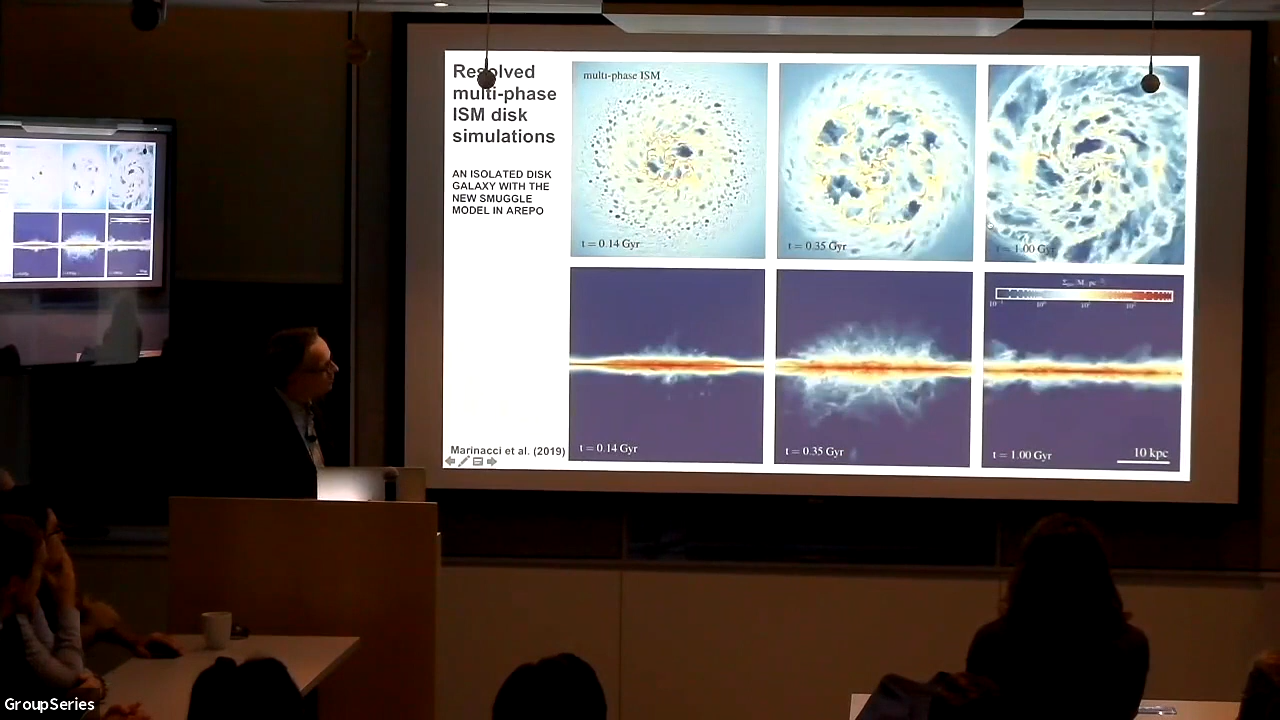 Resolved
multi-phase
ISM disk
simulations
AN ISOLATED DISK
GALAXY WITH THE
NEW SMUGGLE
MODEL IN AREPO
Marinacci et al. (2019)
multi-phase ISM
t = 0.14 Gyr
t = 0.35 Gyr
t = 1.00 Gyr
t = 0.14 Gyr
t = 0.35 Gyr
t = 1.00 Gyr
10 kpc
GroupSeries